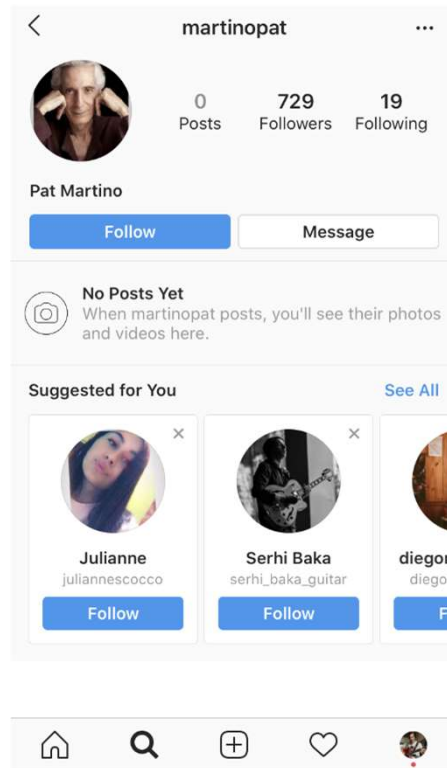 martinopat
0 729 19
Posts Followers Following
Pat Martino
Follow Message
No Posts Yet
When martinopat posts, you'll see their photos
and videos here.
Suggested for You See All
Julianne Serhi Baka
juliannescocco serhi_baka_guitar
Follow Follow